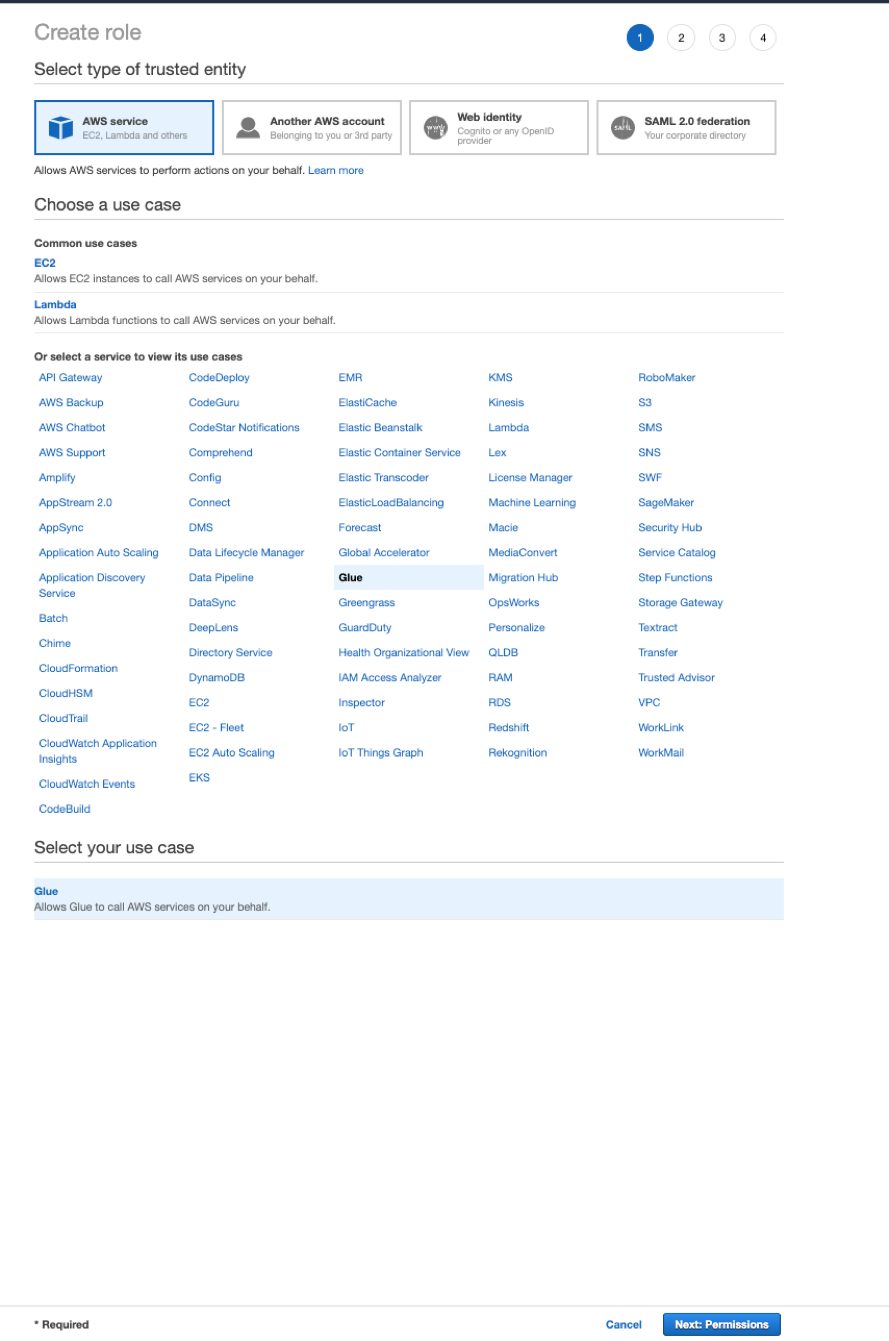 Create role
1 2 3 4
Select type of trusted entity
AWS service
EC2, Lambda and others
Another AWS account
Belonging to you or 3rd party
Web identity
Cognito or any OpenID
provider
SAML 2.0 federation
Your corporate directory
Allows AWS services to perform actions on your behalf. Learn more
Choose a use case
Common use cases
EC2
Allows EC2 instances to call AWS services on your behalf.
Lambda
Allows Lambda functions to call AWS services on your behalf.
Or select a service to view its use cases
API Gateway
AWS Backup
AWS Chatbot
AWS Support
Amplify
AppStream 2.0
AppSync
Application Auto Scaling
Application Discovery
Service
Batch
Chime
CloudFormation
CloudHSM
CloudTrail
CloudWatch Application
Insights
CloudWatch Events
CodeBuild
CodeDeploy
CodeGuru
CodeStar Notifications
Comprehend
Config
Connect
DMS
Data Lifecycle Manager
Data Pipeline
DataSync
DeepLens
Directory Service
DynamoDB
EC2
EC2 - Fleet
EC2 Auto Scaling
EKS
EMR
ElastiCache
Elastic Beanstalk
Elastic Container Service
Elastic Transcoder
ElasticLoadBalancing
Forecast
Global Accelerator
Glue
Greengrass
GuardDuty
Health Organizational View
IAM Access Analyzer
Inspector
IoT
IoT Things Graph
KMS
Kinesis
Lambda
Lex
License Manager
Machine Learning
Macie
MediaConvert
Migration Hub
OpsWorks
Personalize
QLDB
RAM
RDS
Redshift
Rekognition
RoboMaker
S3
SMS
SNS
SWF
SageMaker
Security Hub
Service Catalog
Step Functions
Storage Gateway
Textract
Transfer
Trusted Advisor
VPC
WorkLink
WorkMail
Select your use case
Glue
Allows Glue to call AWS services on your behalf.
* Required
Cancel
Next: Permissions